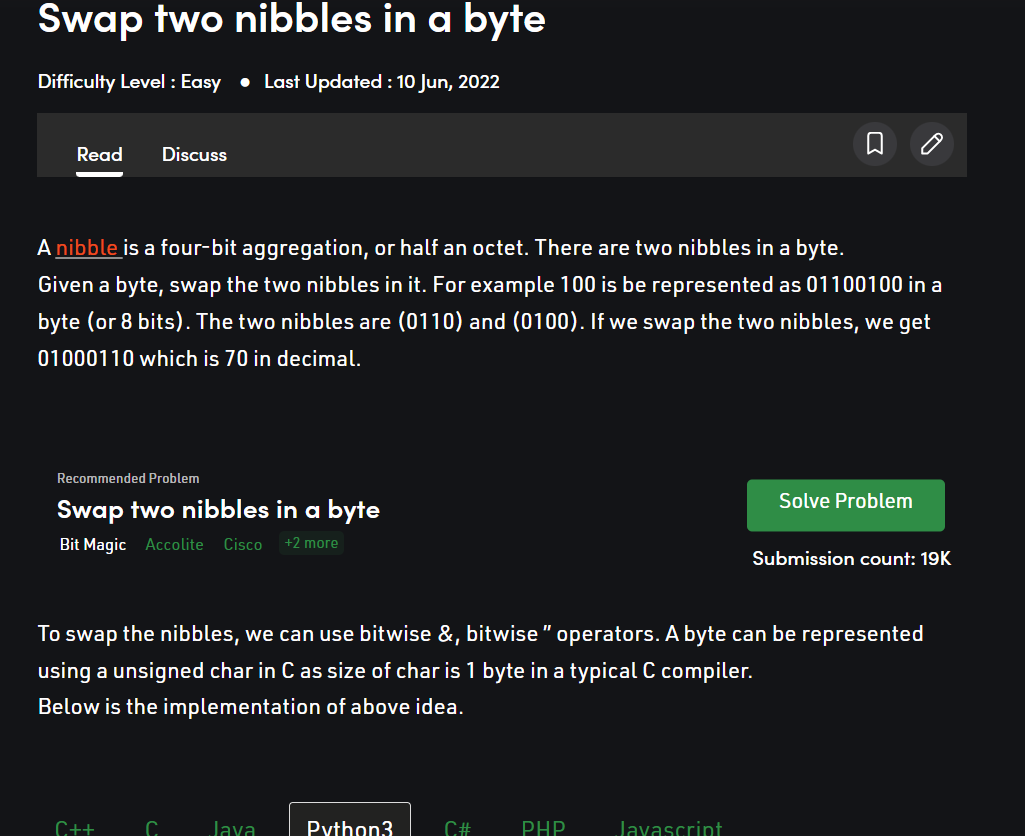 Swap two nibbles in a byte
Difficulty Level : Easy ● Last Updated : 10 Jun, 2022
Read Discuss
A nibble is a four-bit aggregation, or half an octet. There are two nibbles in a byte.
Given a byte, swap the two nibbles in it. For example 100 is be represented as 01100100 in a
byte (or 8 bits). The two nibbles are (0110) and (0100). If we swap the two nibbles, we get
01000110 which is 70 in decimal.
Recommended Problem
Swap two nibbles in a byte
Solve Problem
Bit Magic Accolite Cisco +2 more
Submission count: 19K
To swap the nibbles, we can use bitwise &, bitwise ” operators. A byte can be represented
using a unsigned char in C as size of char is 1 byte in a typical C compiler.
Below is the implementation of above idea.
C++ C Java Python3 C# PHP Javascript